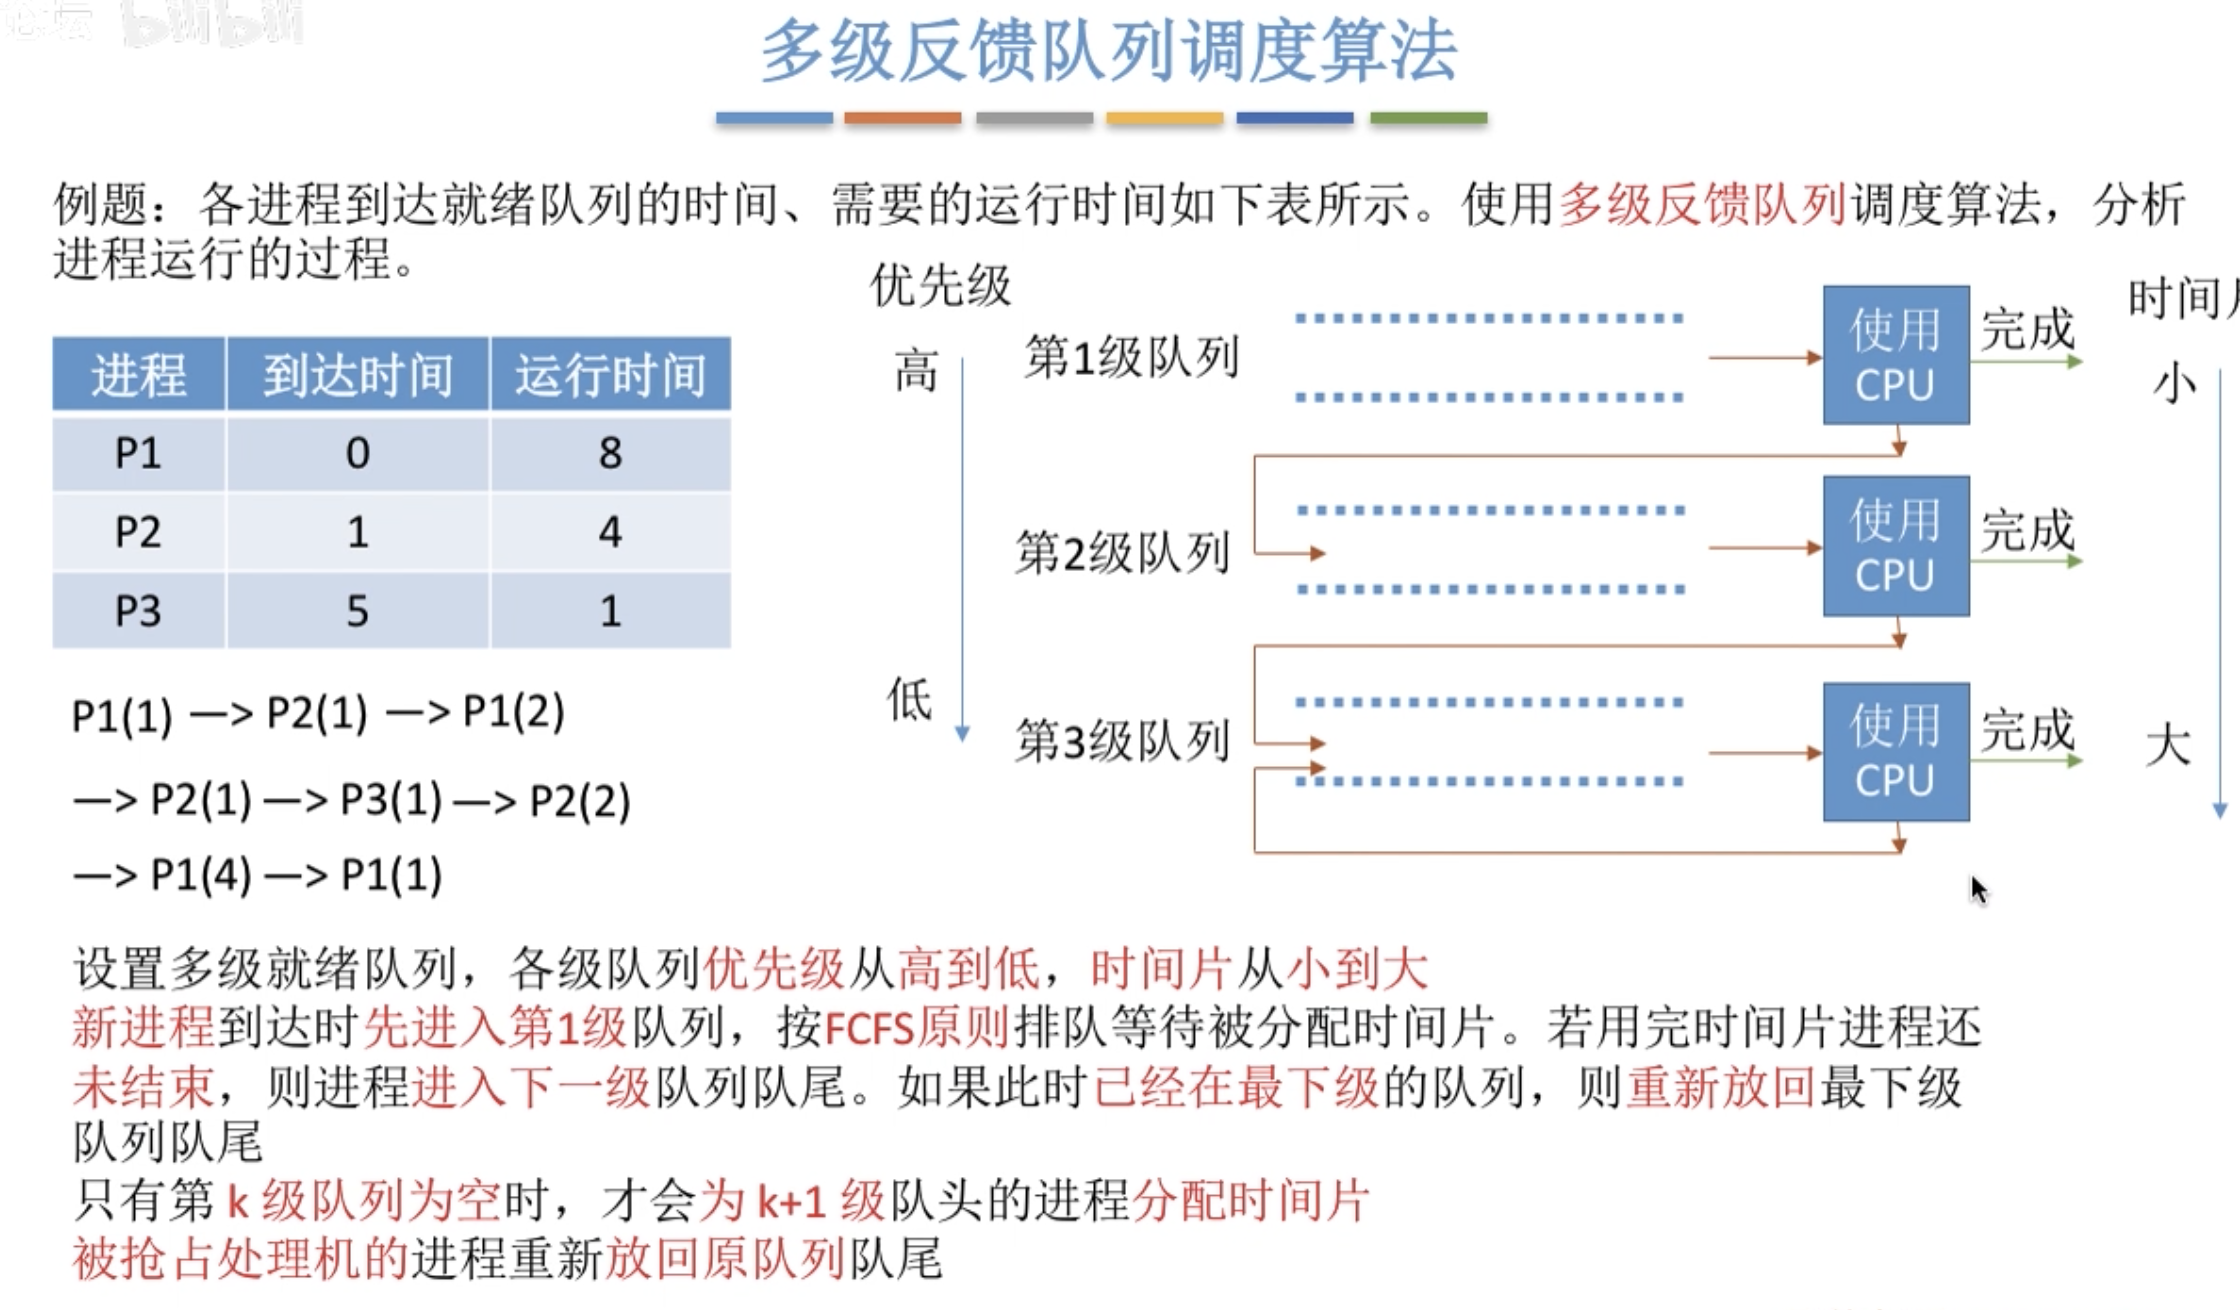 论坛 bilibili
多级反馈队列调度算法
例题：各进程到达就绪队列的时间、需要的运行时间如下表所示。使用多级反馈队列调度算法，分析
进程运行的过程。
进程 到达时间 运行时间
P1 0 8
P2 1 4
P3 5 1
P1(1) —> P2(1) —> P1(2)
—> P2(1) —> P3(1) —> P2(2)
—> P1(4) —> P1(1)
优先级
高
低
第1级队列
使用
CPU
完成
第2级队列
使用
CPU
完成
第3级队列
使用
CPU
完成
时间片
小
大
设置多级就绪队列，各级队列优先级从高到低，时间片从小到大
新进程到达时先进入第1级队列，按FCFS原则排队等待被分配时间片。若用完时间片进程还
未结束，则进程进入下一级队列队尾。如果此时已经在最下级的队列，则重新放回最下级
队列队尾
只有第 k 级队列为空时，才会为 k+1 级队头的进程分配时间片
被抢占处理机的进程重新放回原队列队尾